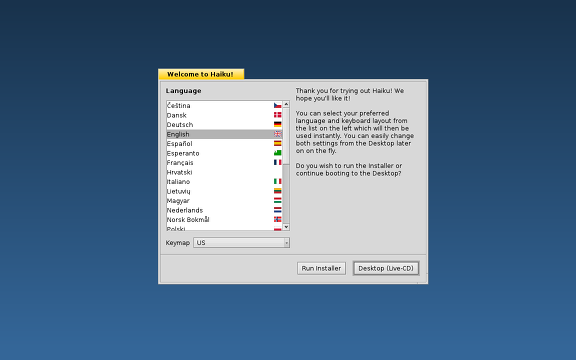 Welcome to Haiku!
Language
Čeština
Dansk
Deutsch
English
Español
Esperanto
Français
Hrvatski
Italiano
Lietuvių
Magyar
Nederlands
Norsk Bokmål
Polski
Keymap US
Thank you for trying out Haiku! We
hope you'll like it!
You can select your preferred
language and keyboard layout from
the list on the left which will then be
used instantly. You can easily change
both settings from the Desktop later
on on the fly.
Do you wish to run the Installer or
continue booting to the Desktop?
Run Installer
Desktop (Live-CD)